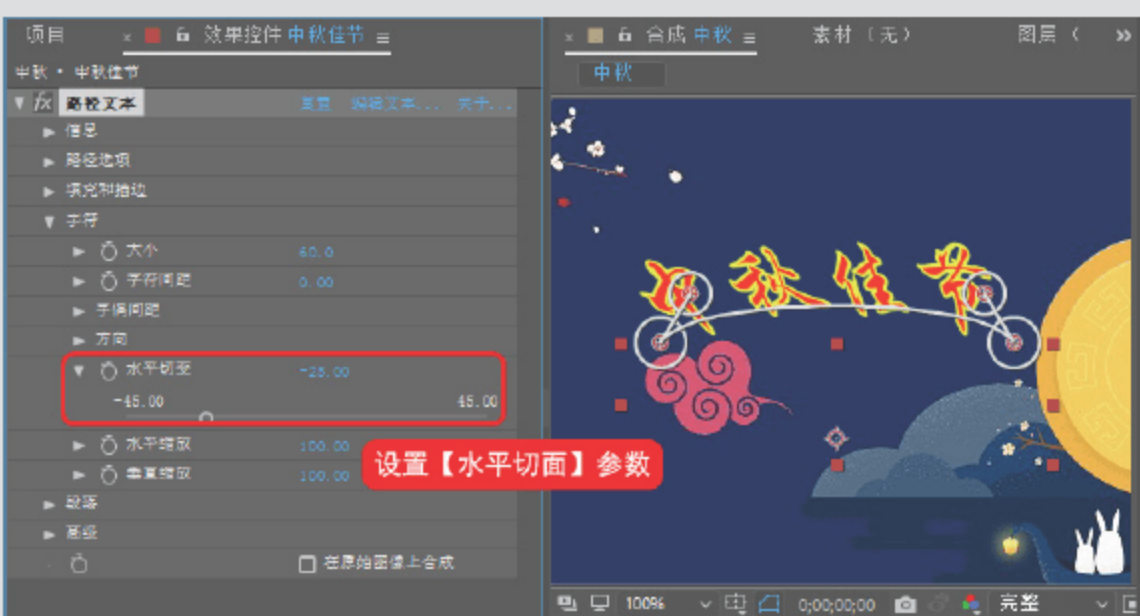 项目
效果控件 中秋佳节
中秋 · 中秋佳节
fx 路径文本 重置 编辑文本... 关于...
信息
路径选项
填充和描边
字符
大小 60.0
字符间距 0.00
字偶间距
方向
水平切变 -25.00
-45.00 45.00
水平缩放 100.00
垂直缩放 100.00
段落
高级
在原始图像上合成
设置【水平切面】参数
合成 中秋 素材（无） 图层（
中秋
中秋佳节
100% 0;00;00;00 完整